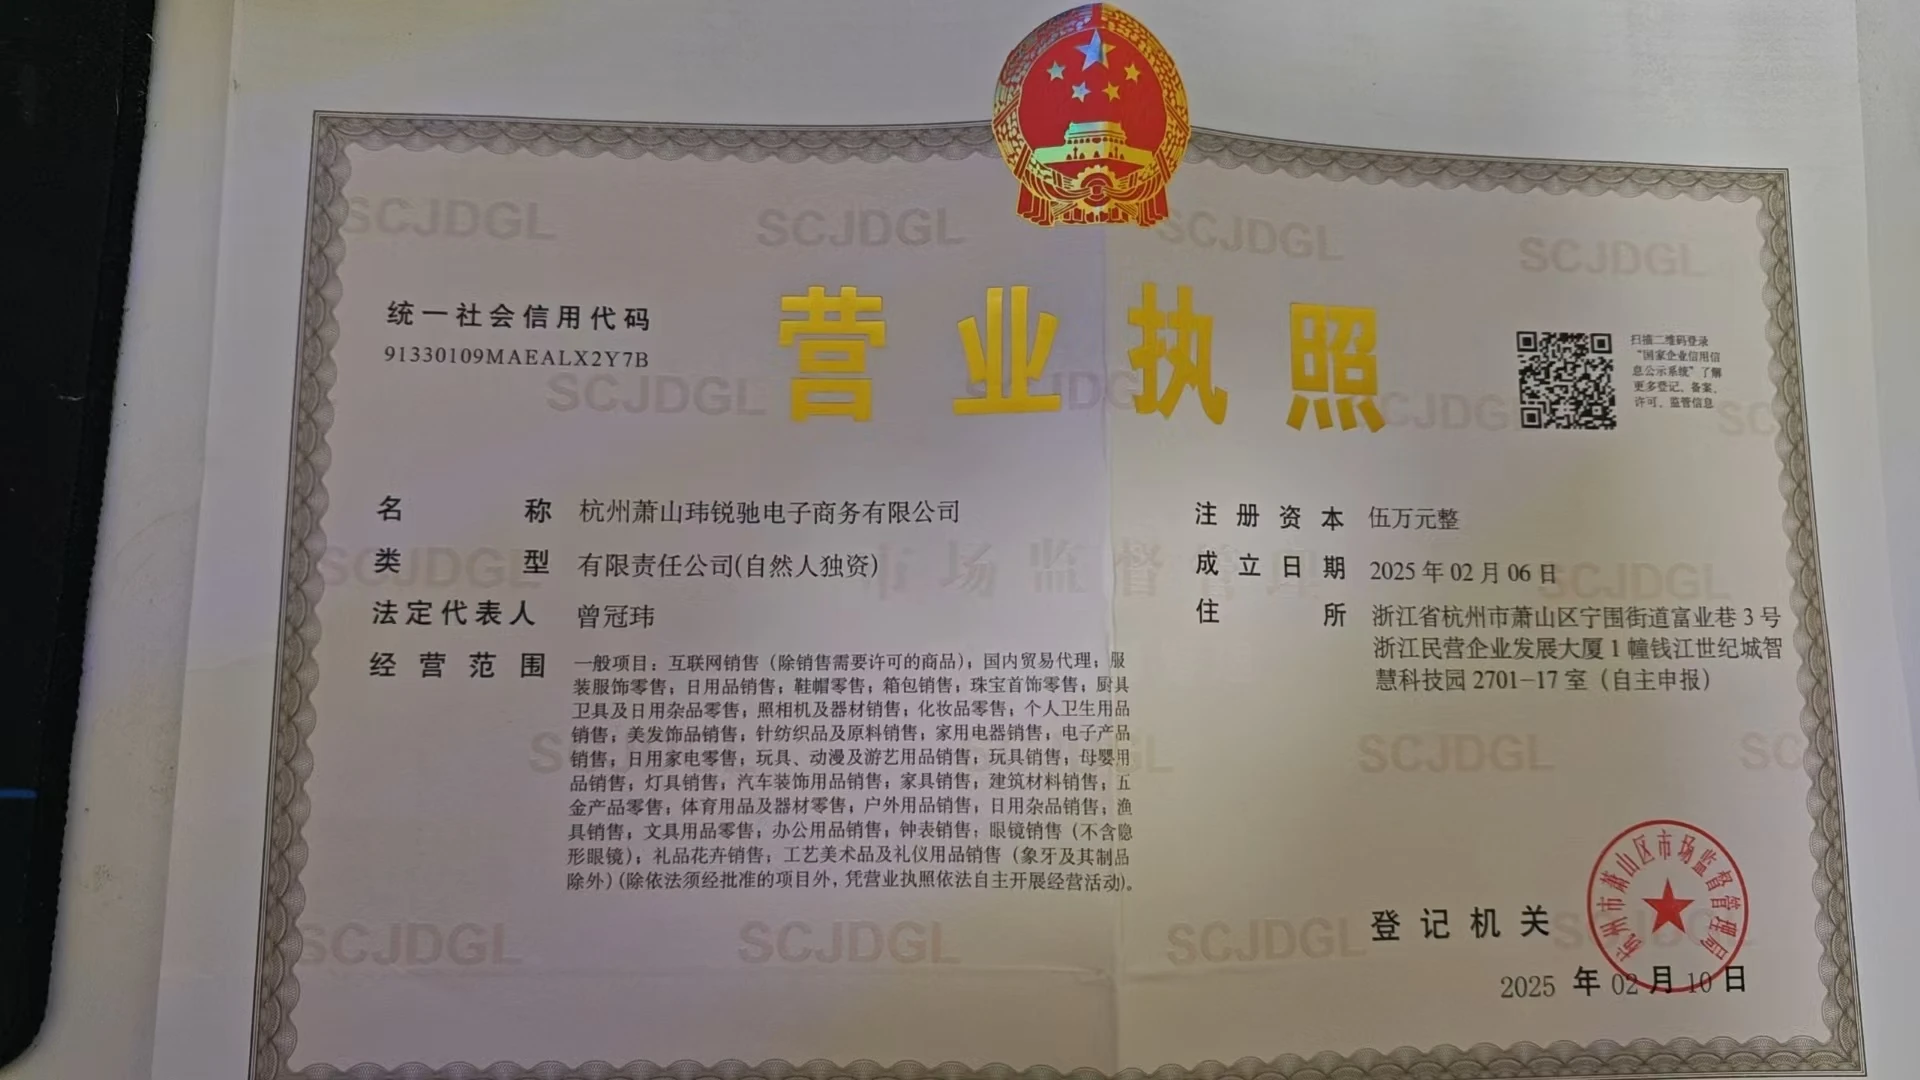 统一社会信用代码
91330109MAEALX2Y7B
营业执照
扫描二维码登录
“国家企业信用信
息公示系统”了解
更多登记、备案、
许可、监管信息
名称 杭州萧山玮锐驰电子商务有限公司
类型 有限责任公司(自然人独资)
法定代表人 曾冠玮
经营范围 一般项目：互联网销售（除销售需要许可的商品）；国内贸易代理；服
装服饰零售；日用品销售；鞋帽零售；箱包销售；珠宝首饰零售；厨具
卫具及日用杂品零售；照相机及器材销售；化妆品零售；个人卫生用品
销售；美发饰品销售；针纺织品及原料销售；家用电器销售；电子产品
销售；日用家电零售；玩具、动漫及游艺用品销售；玩具销售；母婴用
品销售；灯具销售；汽车装饰用品销售；家具销售；建筑材料销售；五
金产品零售；体育用品及器材零售；户外用品销售；日用杂品销售；渔
具销售；文具用品零售；办公用品销售；钟表销售；眼镜销售（不含隐
形眼镜）；礼品花卉销售；工艺美术品及礼仪用品销售（象牙及其制品
除外）(除依法须经批准的项目外，凭营业执照依法自主开展经营活动)。
注册资本 伍万元整
成立日期 2025年02月06日
住所 浙江省杭州市萧山区宁围街道富业巷3号
浙江民营企业发展大厦1幢钱江世纪城智
慧科技园2701-17室（自主申报）
登记机关
杭州市萧山区市场监督管理局
2025年02月10日
SCJDGL
市场监督管理